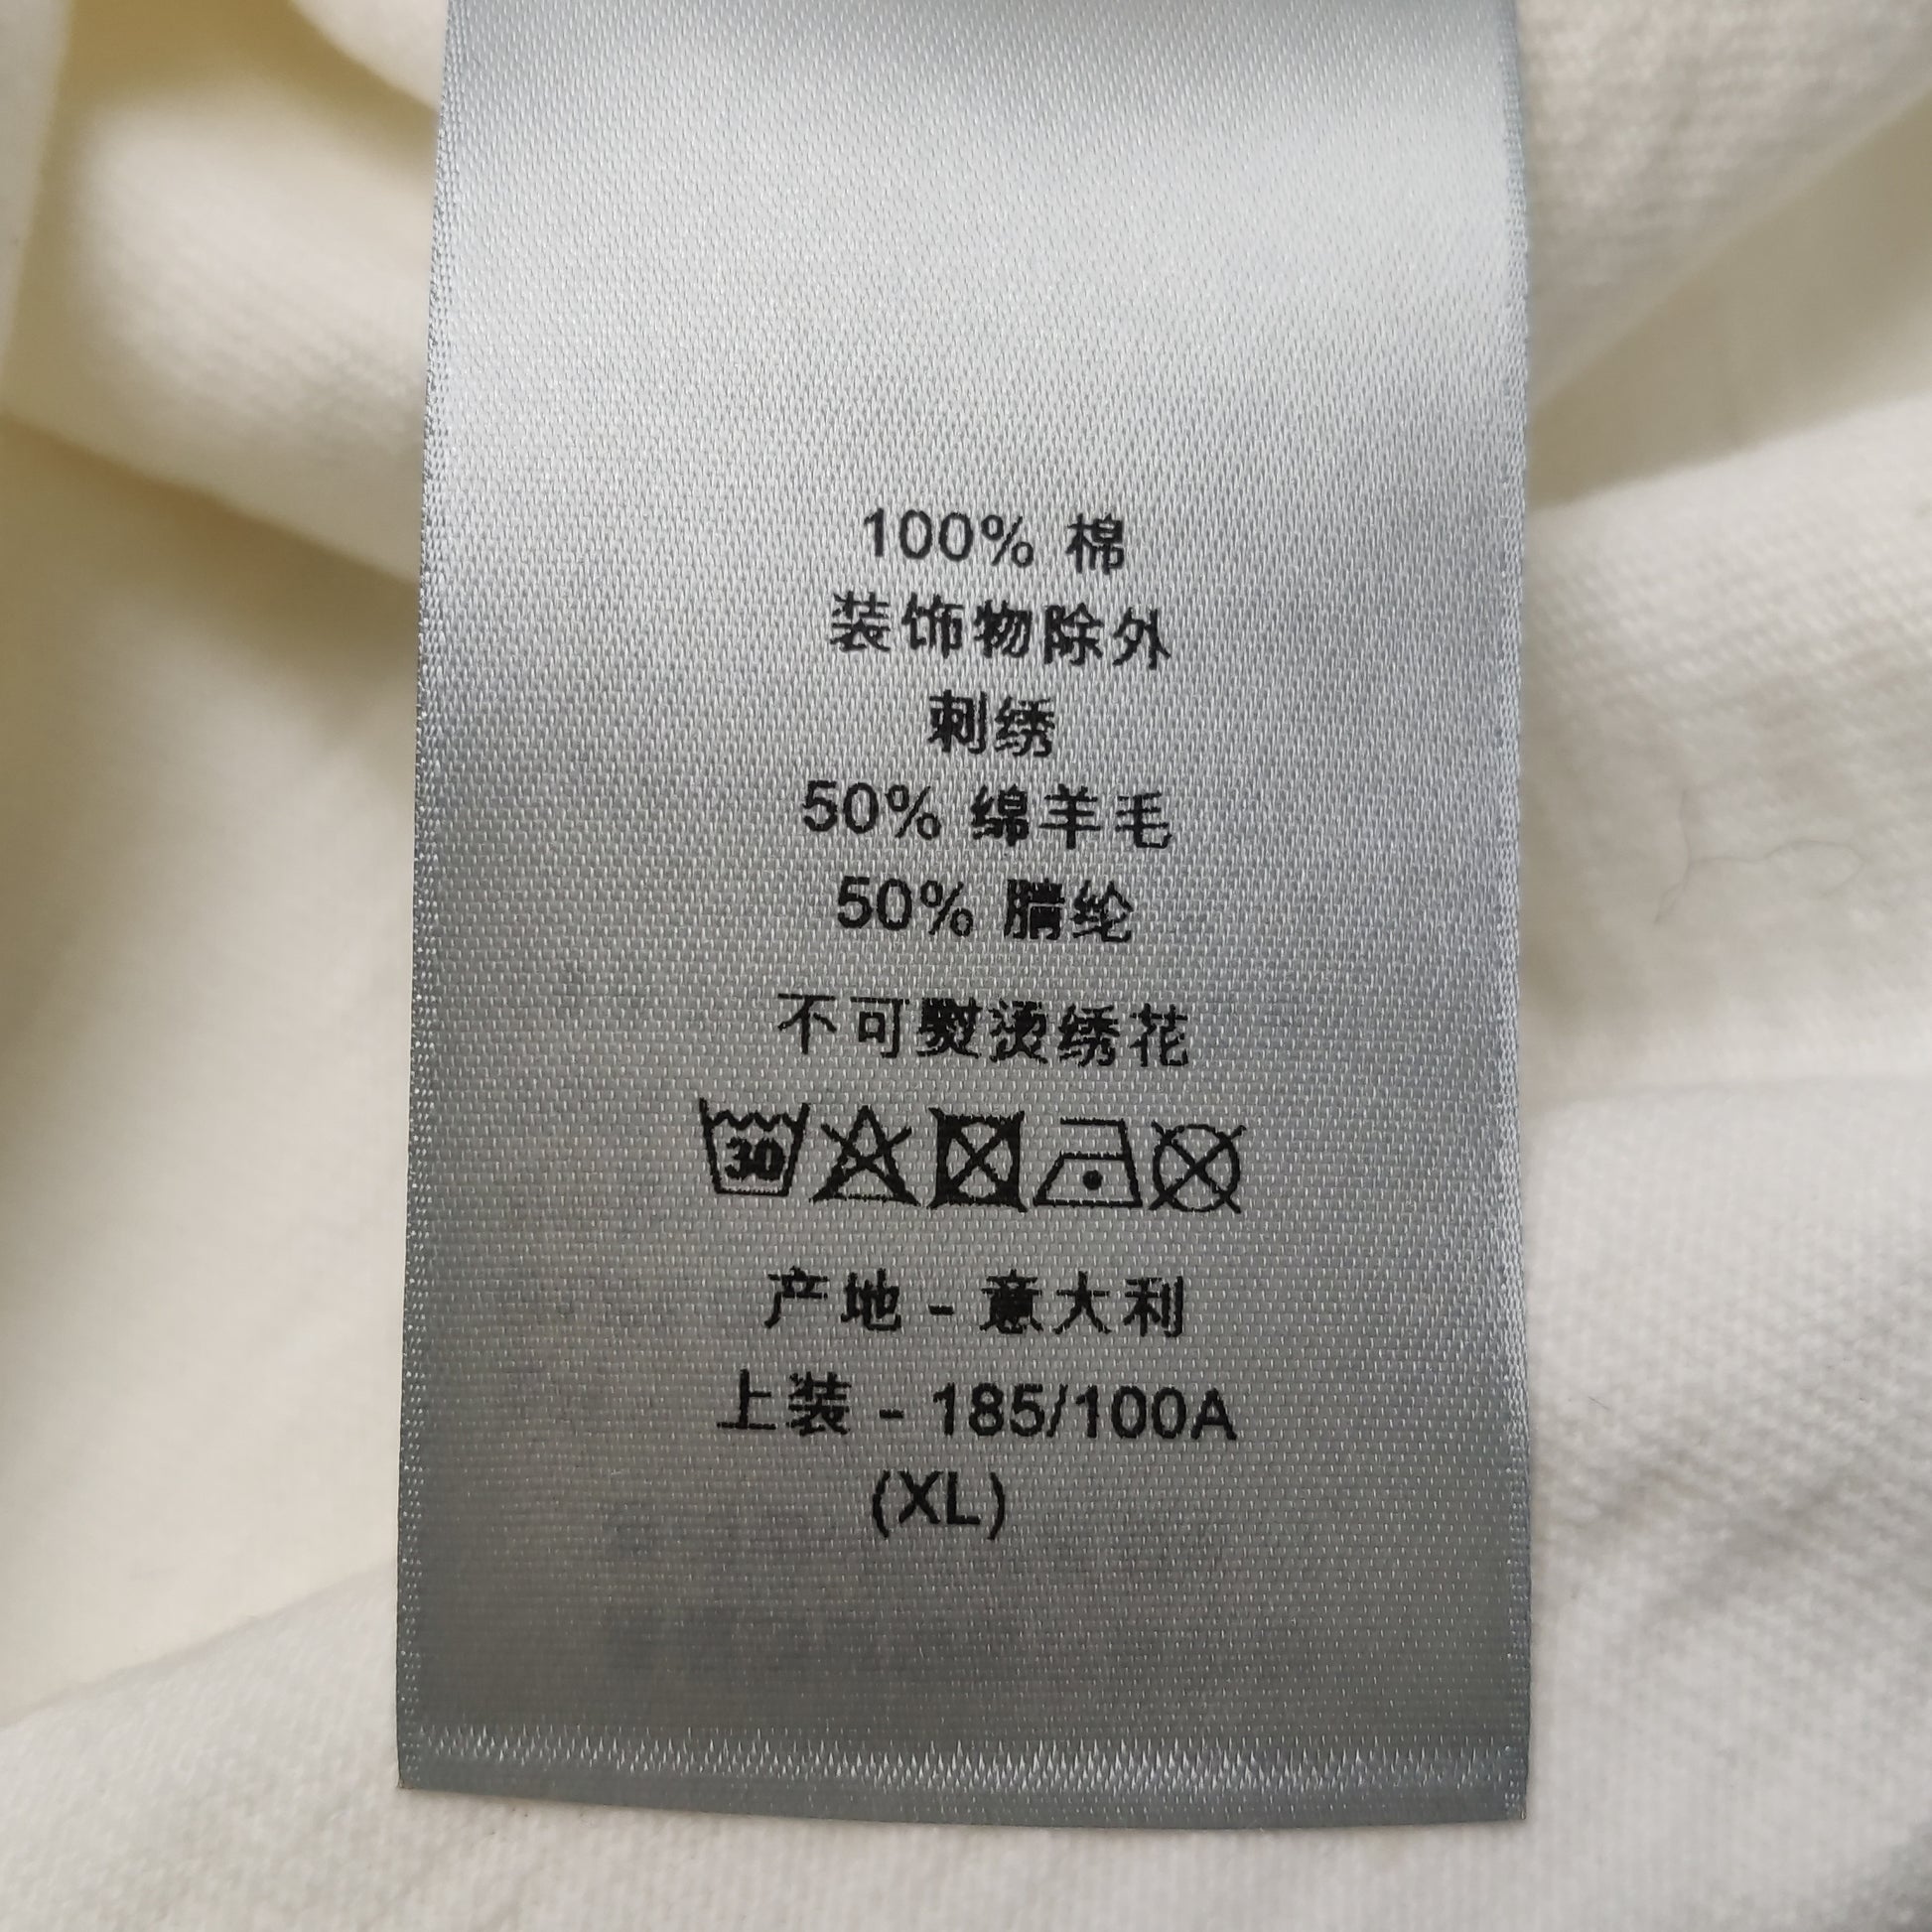 100% 棉
装饰物除外
刺绣
50% 绵羊毛
50% 腈纶
不可熨烫绣花
30
产地 - 意大利
上装 - 185/100A
(XL)